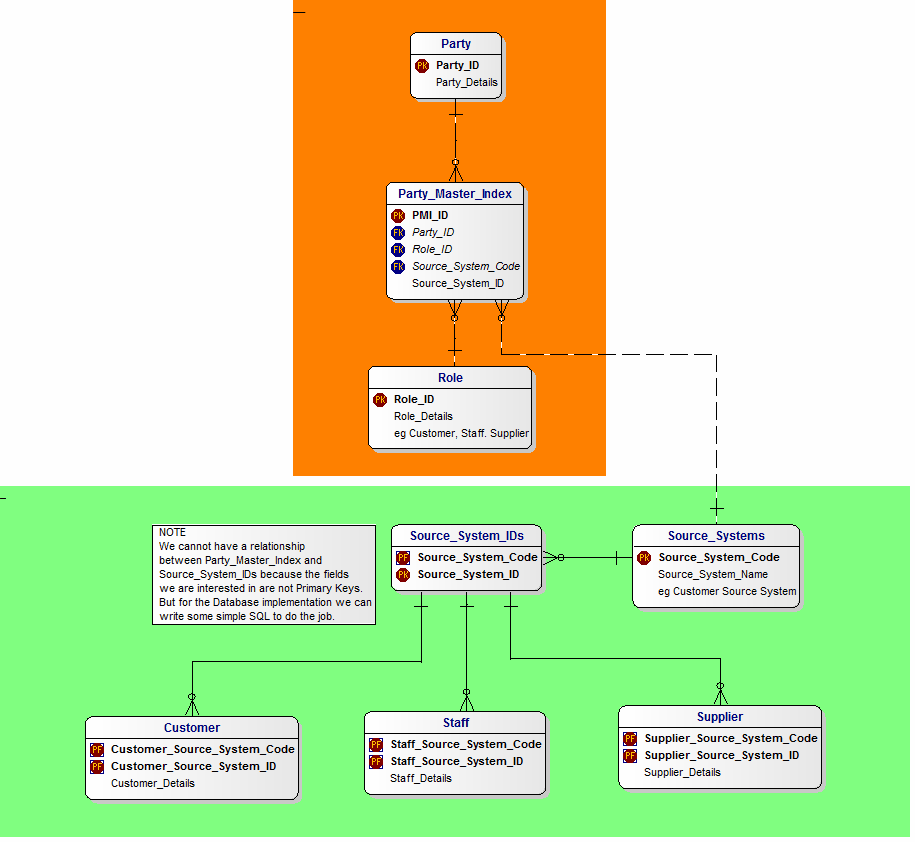 Party
PK Party_ID
Party_Details
Party_Master_Index
PK PMI_ID
FK Party_ID
FK Role_ID
FK Source_System_Code
Source_System_ID
Role
PK Role_ID
Role_Details
eg Customer, Staff. Supplier
NOTE
We cannot have a relationship
between Party_Master_Index and
Source_System_IDs because the fields
we are interested in are not Primary Keys.
But for the Database implementation we can
write some simple SQL to do the job.
Source_System_IDs
PF Source_System_Code
PK Source_System_ID
Source_Systems
PK Source_System_Code
Source_System_Name
eg Customer Source System
Customer
PF Customer_Source_System_Code
PF Customer_Source_System_ID
Customer_Details
Staff
PF Staff_Source_System_Code
PF Staff_Source_System_ID
Staff_Details
Supplier
PF Supplier_Source_System_Code
PF Supplier_Source_System_ID
Supplier_Details